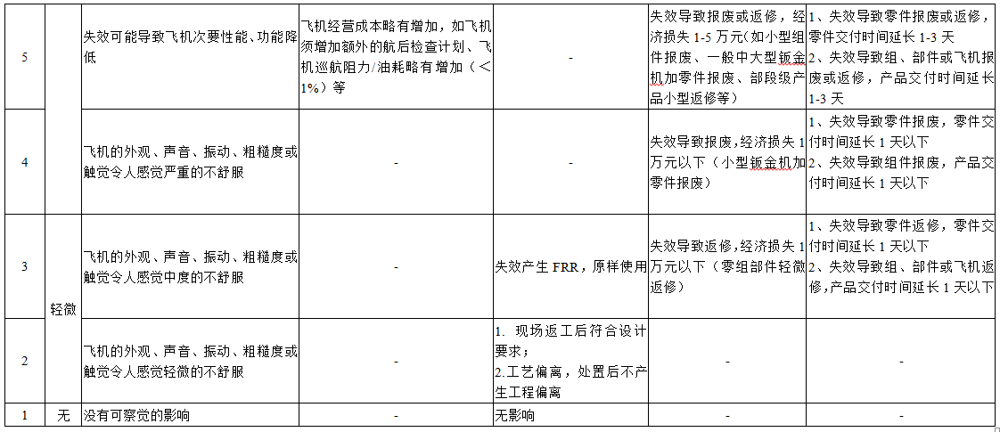 5
失效可能导致飞机次要性能、功能降
低
飞机经营成本略有增加，如飞机
须增加额外的航后检查计划、飞
机巡航阻力/油耗略有增加（＜
1%）等
-
失效导致报废或返修，经
济损失1-5万元（如小型组
件报废、一般中大型钣金
机加零件报废、部段级产
品小型返修等）
1、失效导致零件报废或返修，
零件交付时间延长1-3天
2、失效导致组、部件或飞机报
废或返修，产品交付时间延长
1-3天
4
飞机的外观、声音、振动、粗糙度或
触觉令人感觉严重的不舒服
-
-
失效导致报废，经济损失1
万元以下（小型钣金机加
零件报废）
1、失效导致零件报废，零件交
付时间延长1天以下
2、失效导致组件报废，产品交
付时间延长1天以下
3
轻微
飞机的外观、声音、振动、粗糙度或
触觉令人感觉中度的不舒服
-
失效产生FRR，原样使用
失效导致返修，经济损失1
万元以下（零组部件轻微
返修）
1、失效导致零件返修，零件交
付时间延长1天以下
2、失效导致组、部件或飞机返
修，产品交付时间延长1天以下
2
飞机的外观、声音、振动、粗糙度或
触觉令人感觉轻微的不舒服
-
1. 现场返工后符合设计
要求；
2.工艺偏离，处置后不产
生工程偏离
-
-
1
无
没有可察觉的影响
-
无影响
-
-